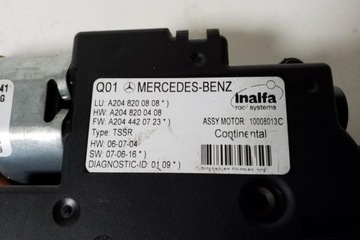 41
G
Q01 MERCEDES-BENZ
LU: A204 820 08 08 *)
HW: A204 820 04 08
FW: A204 442 07 23 *)
Type: TSSR
HW: 06-07-04
SW: 07-06-16 *)
DIAGNOSTIC-ID: 01 09 *)
inalfa
roof systems
ASSY MOTOR: 10008013C
Continental